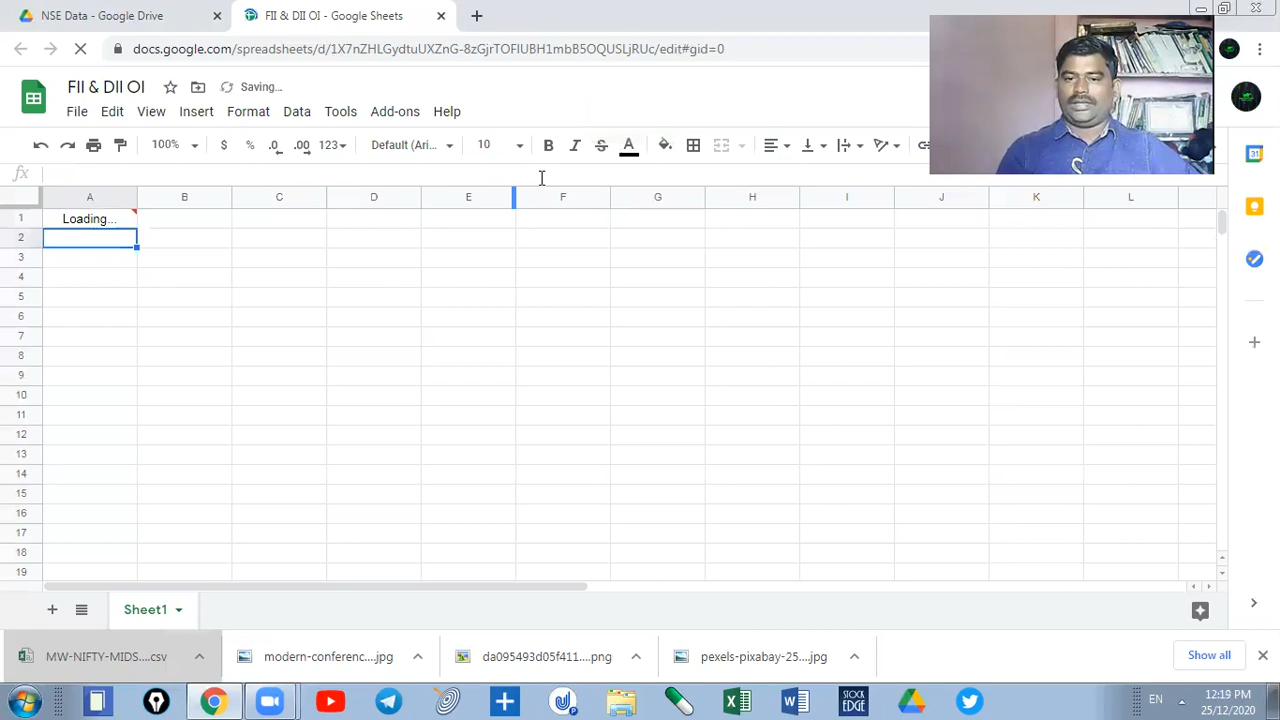 NSE Data - Google Drive
FII & DII OI - Google Sheets
docs.google.com/spreadsheets/d/1X7nZHLGydtuUXZnG-8zGjrTOFIUBH1mbB5OQUSLjRUc/edit#gid=0
FII & DII OI
Saving...
File Edit View Insert Format Data Tools Add-ons Help
100% $ % .0 .00 123 Default (Ari... 10 B I S A
fx
A B C D E F G H I J K L
1 Loading...
2
3
4
5
6
7
8
9
10
11
12
13
14
15
16
17
18
19
31
Sheet1
MW-NIFTY-MIDS....csv
modern-conferenc....jpg
da095493d05f411....png
pexels-pixabay-25....jpg
Show all
STOCK
EDGE
EN
12:19 PM
25/12/2020